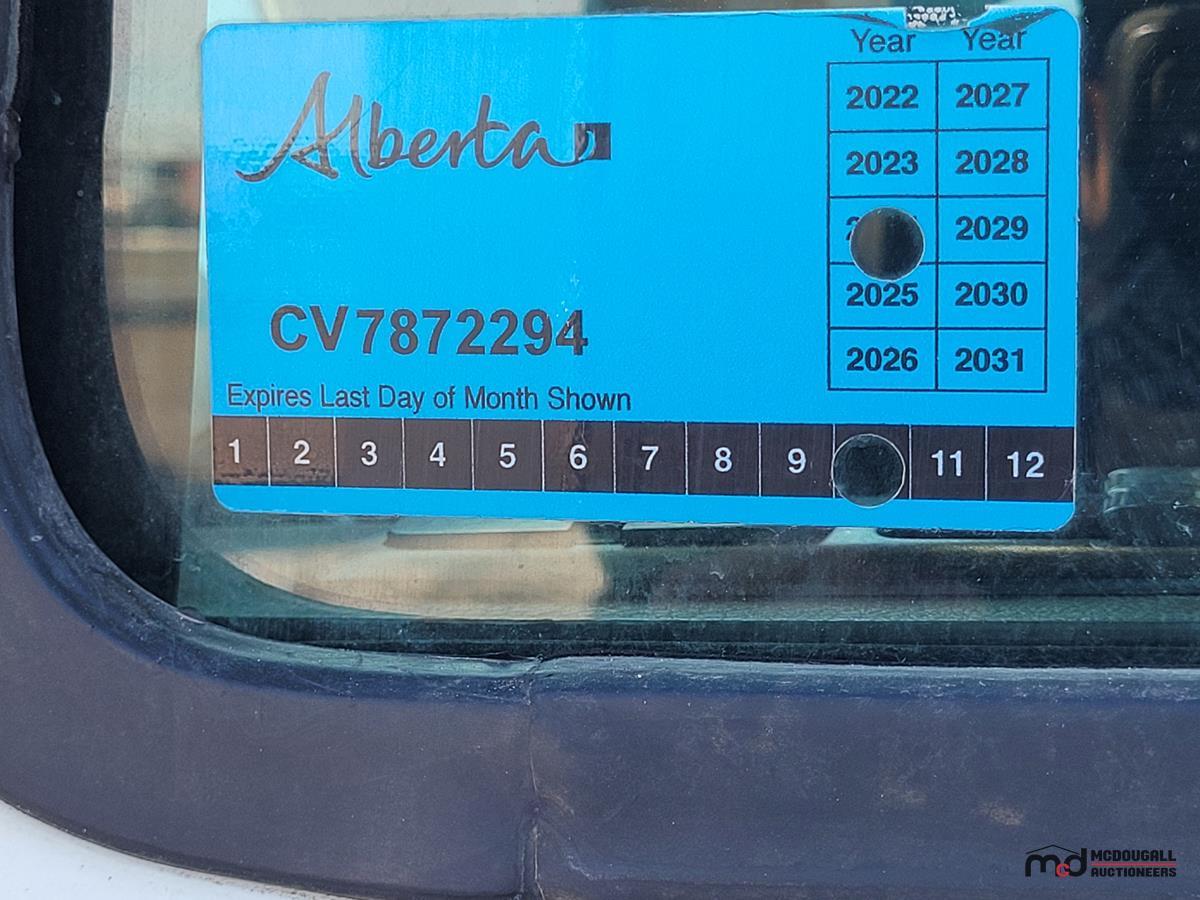 Year Year
Alberta
2022 2027
2023 2028
2029
2025 2030
2026 2031
CV7872294
Expires Last Day of Month Shown
1 2 3 4 5 6 7 8 9 11 12
mcd MCDOUGALL
AUCTIONEERS